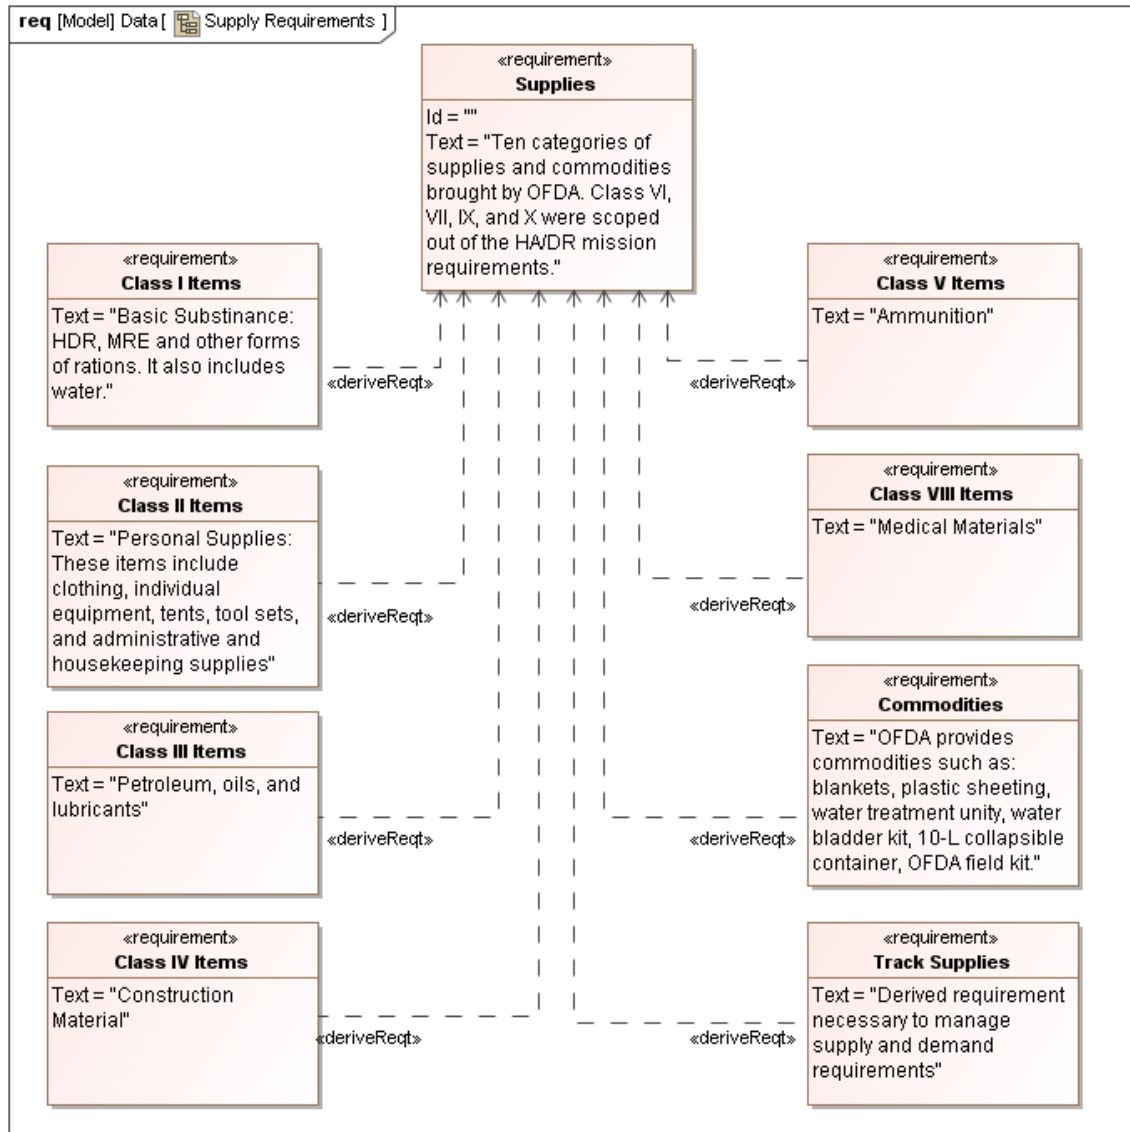 req [Model] Data [ Supply Requirements ]
«requirement»
Supplies
Id = ""
Text = "Ten categories of
supplies and commodities
brought by OFDA. Class VI,
VII, IX, and X were scoped
out of the HA/DR mission
requirements."
«requirement»
Class I Items
Text = "Basic Substinance:
HDR, MRE and other forms
of rations. It also includes
water."
«deriveReqt»
«requirement»
Class II Items
Text = "Personal Supplies:
These items include
clothing, individual
equipment, tents, tool sets,
and administrative and
housekeeping supplies"
«deriveReqt»
«requirement»
Class III Items
Text = "Petroleum, oils, and
lubricants"
«deriveReqt»
«requirement»
Class IV Items
Text = "Construction
Material"
«deriveReqt»
«requirement»
Class V Items
Text = "Ammunition"
«deriveReqt»
«requirement»
Class VIII Items
Text = "Medical Materials"
«deriveReqt»
«requirement»
Commodities
Text = "OFDA provides
commodities such as:
blankets, plastic sheeting,
water treatment unity, water
bladder kit, 10-L collapsible
container, OFDA field kit."
«deriveReqt»
«requirement»
Track Supplies
Text = "Derived requirement
necessary to manage
supply and demand
requirements"
«deriveReqt»